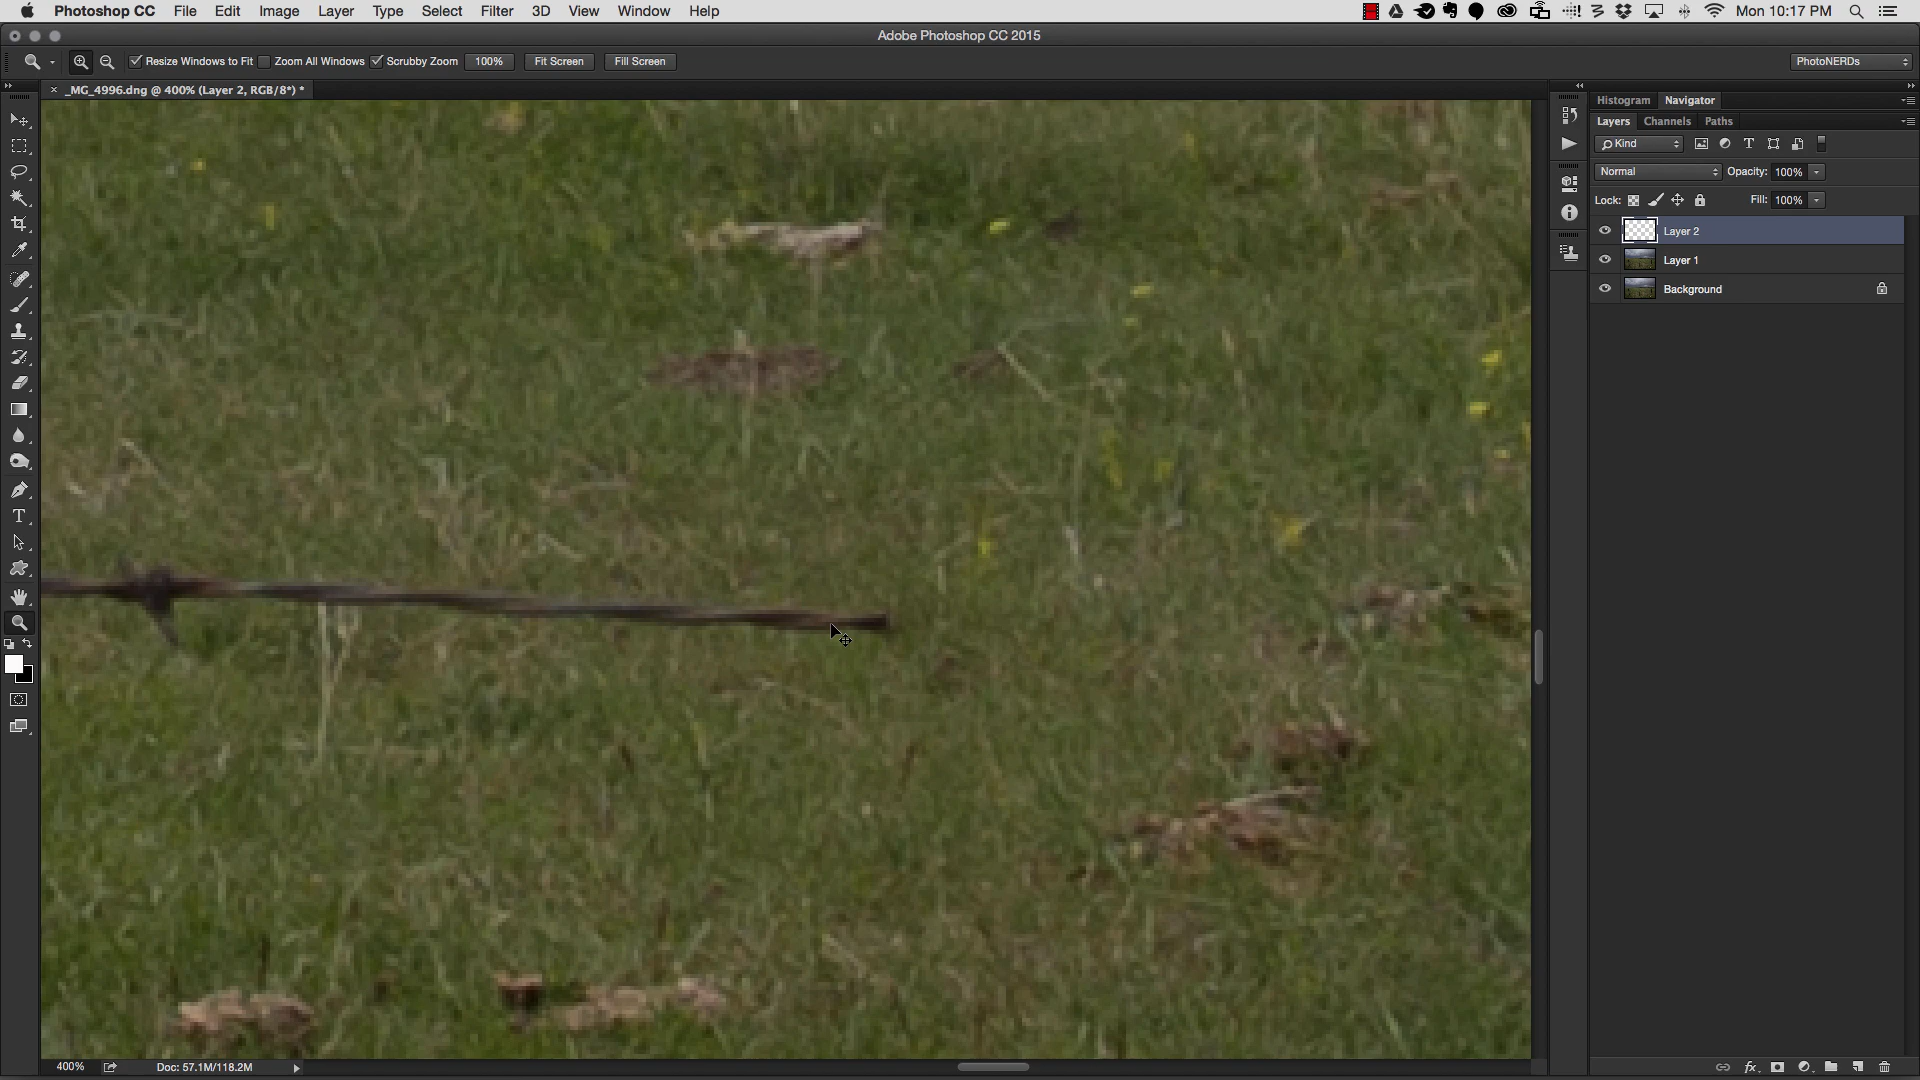 Photoshop CC File Edit Image Layer Type Select Filter 3D View Window Help Mon 10:17 PM
Adobe Photoshop CC 2015
Resize Windows to Fit Zoom All Windows Scrubby Zoom 100% Fit Screen Fill Screen PhotoNERDs
× _MG_4996.dng @ 400% (Layer 2, RGB/8*) *
Histogram Navigator
Layers Channels Paths
Kind
Normal Opacity: 100%
Lock: Fill: 100%
Layer 2
Layer 1
Background
400% Doc: 57.1M/118.2M